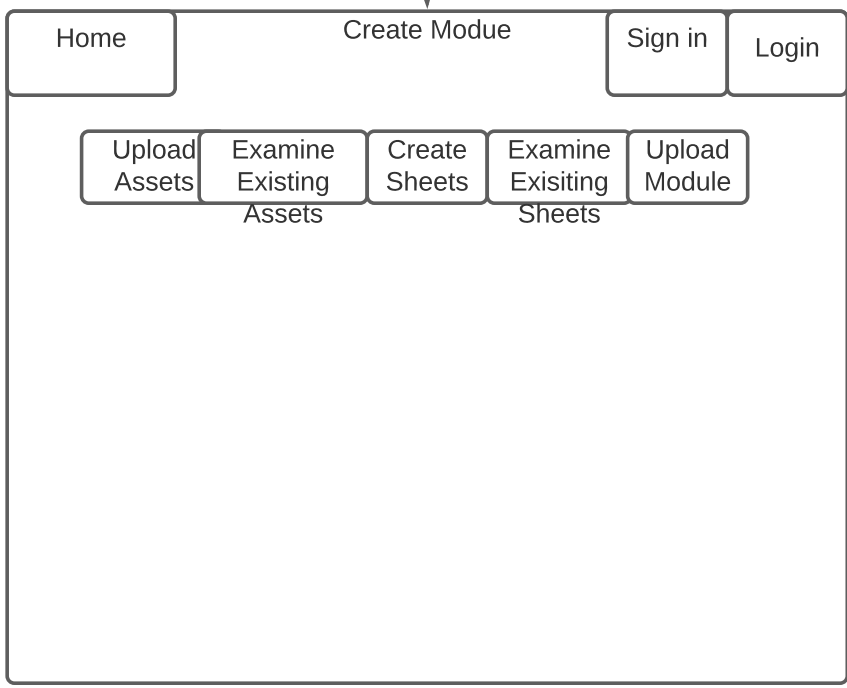 Home
Create Modue
Sign in
Login
Upload
Assets
Examine
Existing
Assets
Create
Sheets
Examine
Exisiting
Sheets
Upload
Module